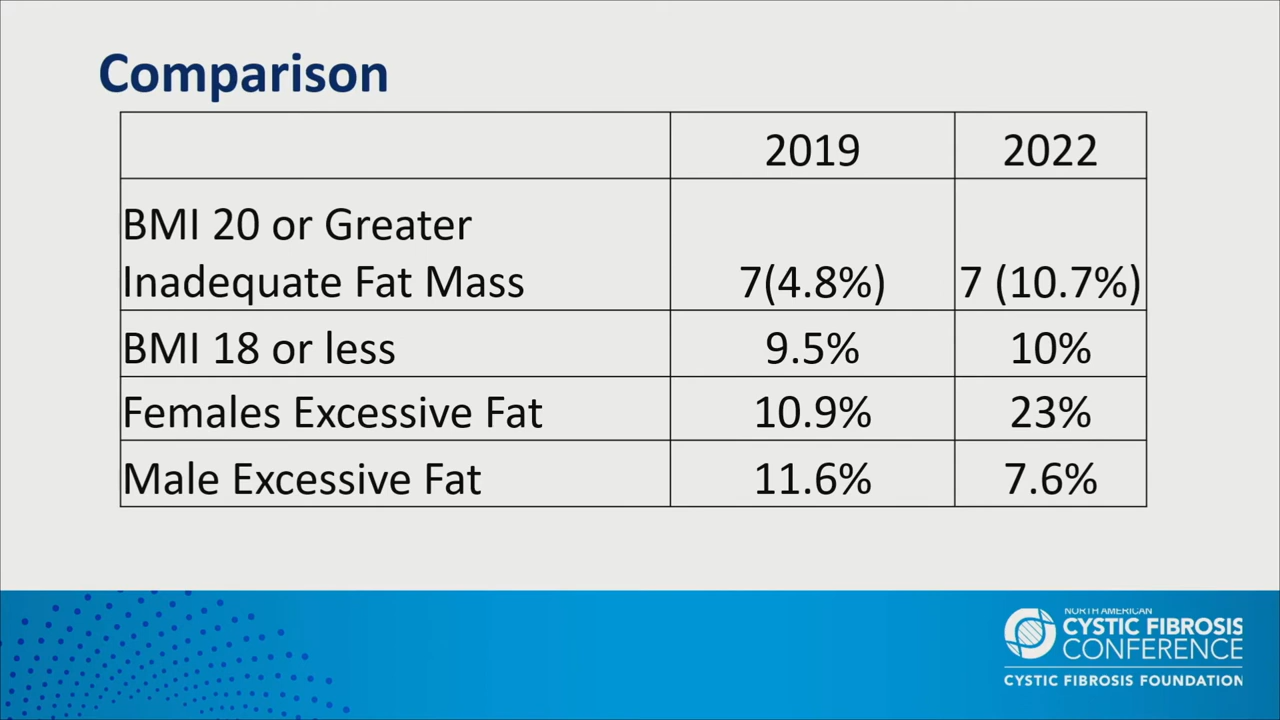 Comparison
2019 2022
BMI 20 or Greater
Inadequate Fat Mass 7(4.8%) 7 (10.7%)
BMI 18 or less 9.5% 10%
Females Excessive Fat 10.9% 23%
Male Excessive Fat 11.6% 7.6%
NORTH AMERICAN
CYSTIC FIBROSIS
CONFERENCE
CYSTIC FIBROSIS FOUNDATION